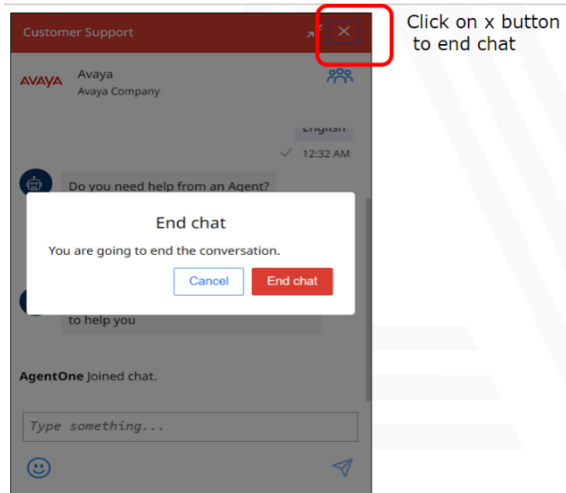 Customer Support
Click on x button
to end chat
AVAYA
Avaya
Avaya Company
English
12:32 AM
Do you need help from an Agent?
End chat
You are going to end the conversation.
Cancel
End chat
to help you
AgentOne Joined chat.
Type something...